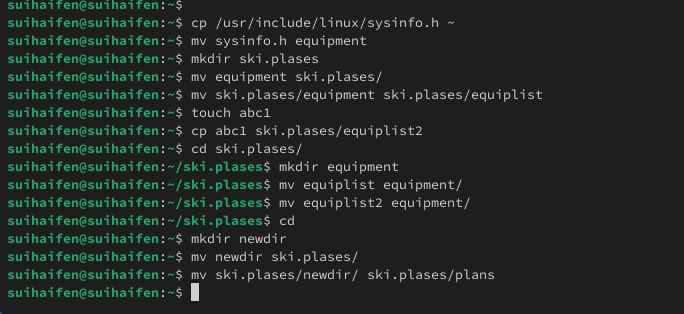 suihaifen@suihaifen:~$
suihaifen@suihaifen:~$ cp /usr/include/linux/sysinfo.h ~
suihaifen@suihaifen:~$ mv sysinfo.h equipment
suihaifen@suihaifen:~$ mkdir ski.plases
suihaifen@suihaifen:~$ mv equipment ski.plases/
suihaifen@suihaifen:~$ mv ski.plases/equipment ski.plases/equiplist
suihaifen@suihaifen:~$ touch abc1
suihaifen@suihaifen:~$ cp abc1 ski.plases/equiplist2
suihaifen@suihaifen:~$ cd ski.plases/
suihaifen@suihaifen:~/ski.plases$ mkdir equipment
suihaifen@suihaifen:~/ski.plases$ mv equiplist equipment/
suihaifen@suihaifen:~/ski.plases$ mv equiplist2 equipment/
suihaifen@suihaifen:~/ski.plases$ cd
suihaifen@suihaifen:~$ mkdir newdir
suihaifen@suihaifen:~$ mv newdir ski.plases/
suihaifen@suihaifen:~$ mv ski.plases/newdir/ ski.plases/plans
suihaifen@suihaifen:~$